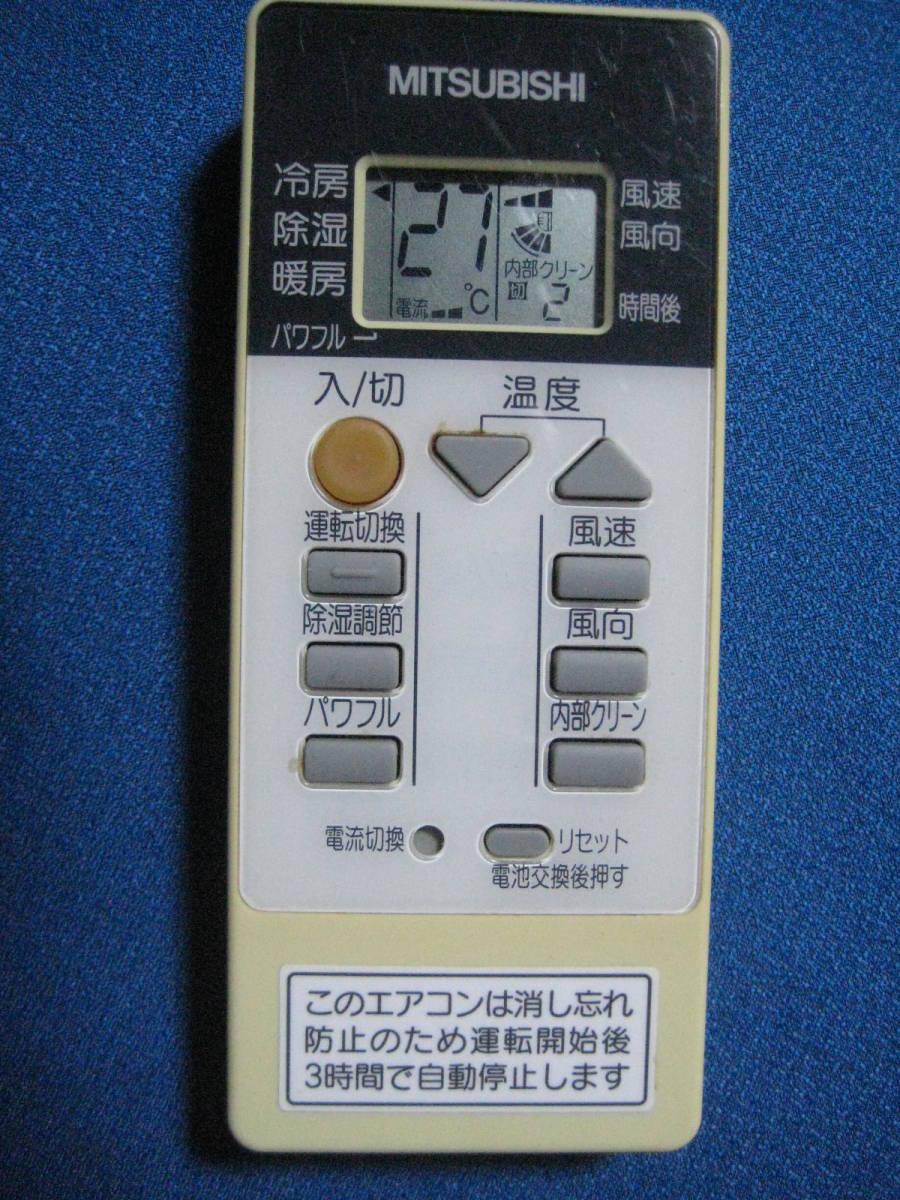 MITSUBISHI
冷房
除湿
暖房
パワフル
27
℃
電流
内部クリーン
切 2
風速
風向
時間後
入/切
温度
運転切換
風速
除湿調節
風向
パワフル
内部クリーン
電流切換
リセット
電池交換後押す
このエアコンは消し忘れ
防止のため運転開始後
3時間で自動停止します